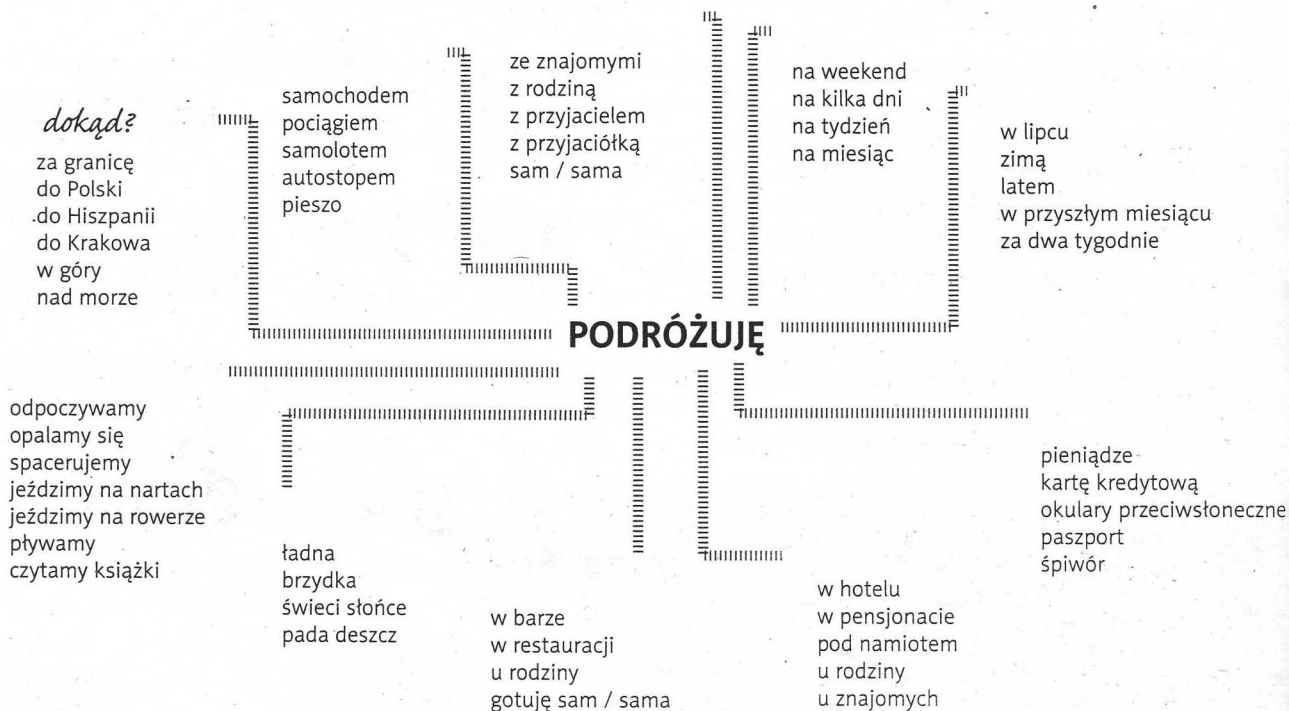 dokąd?
za granicę
do Polski
do Hiszpanii
do Krakowa
w góry
nad morze
samochodem
pociągiem
samolotem
autostopem
pieszo
ze znajomymi
z rodziną
z przyjacielem
z przyjaciółką
sam / sama
na weekend
na kilka dni
na tydzień
na miesiąc
w lipcu
zimą
latem
w przyszłym miesiącu
za dwa tygodnie
PODRÓŻUJĘ
odpoczywamy
opalamy się
spacerujemy
jeździmy na nartach
jeździmy na rowerze
pływamy
czytamy książki
ładna
brzydka
świeci słońce
pada deszcz
w barze
w restauracji
u rodziny
gotuję sam / sama
w hotelu
w pensjonacie
pod namiotem
u rodziny
u znajomych
pieniądze
kartę kredytową
okulary przeciwsłoneczne
paszport
śpiwór